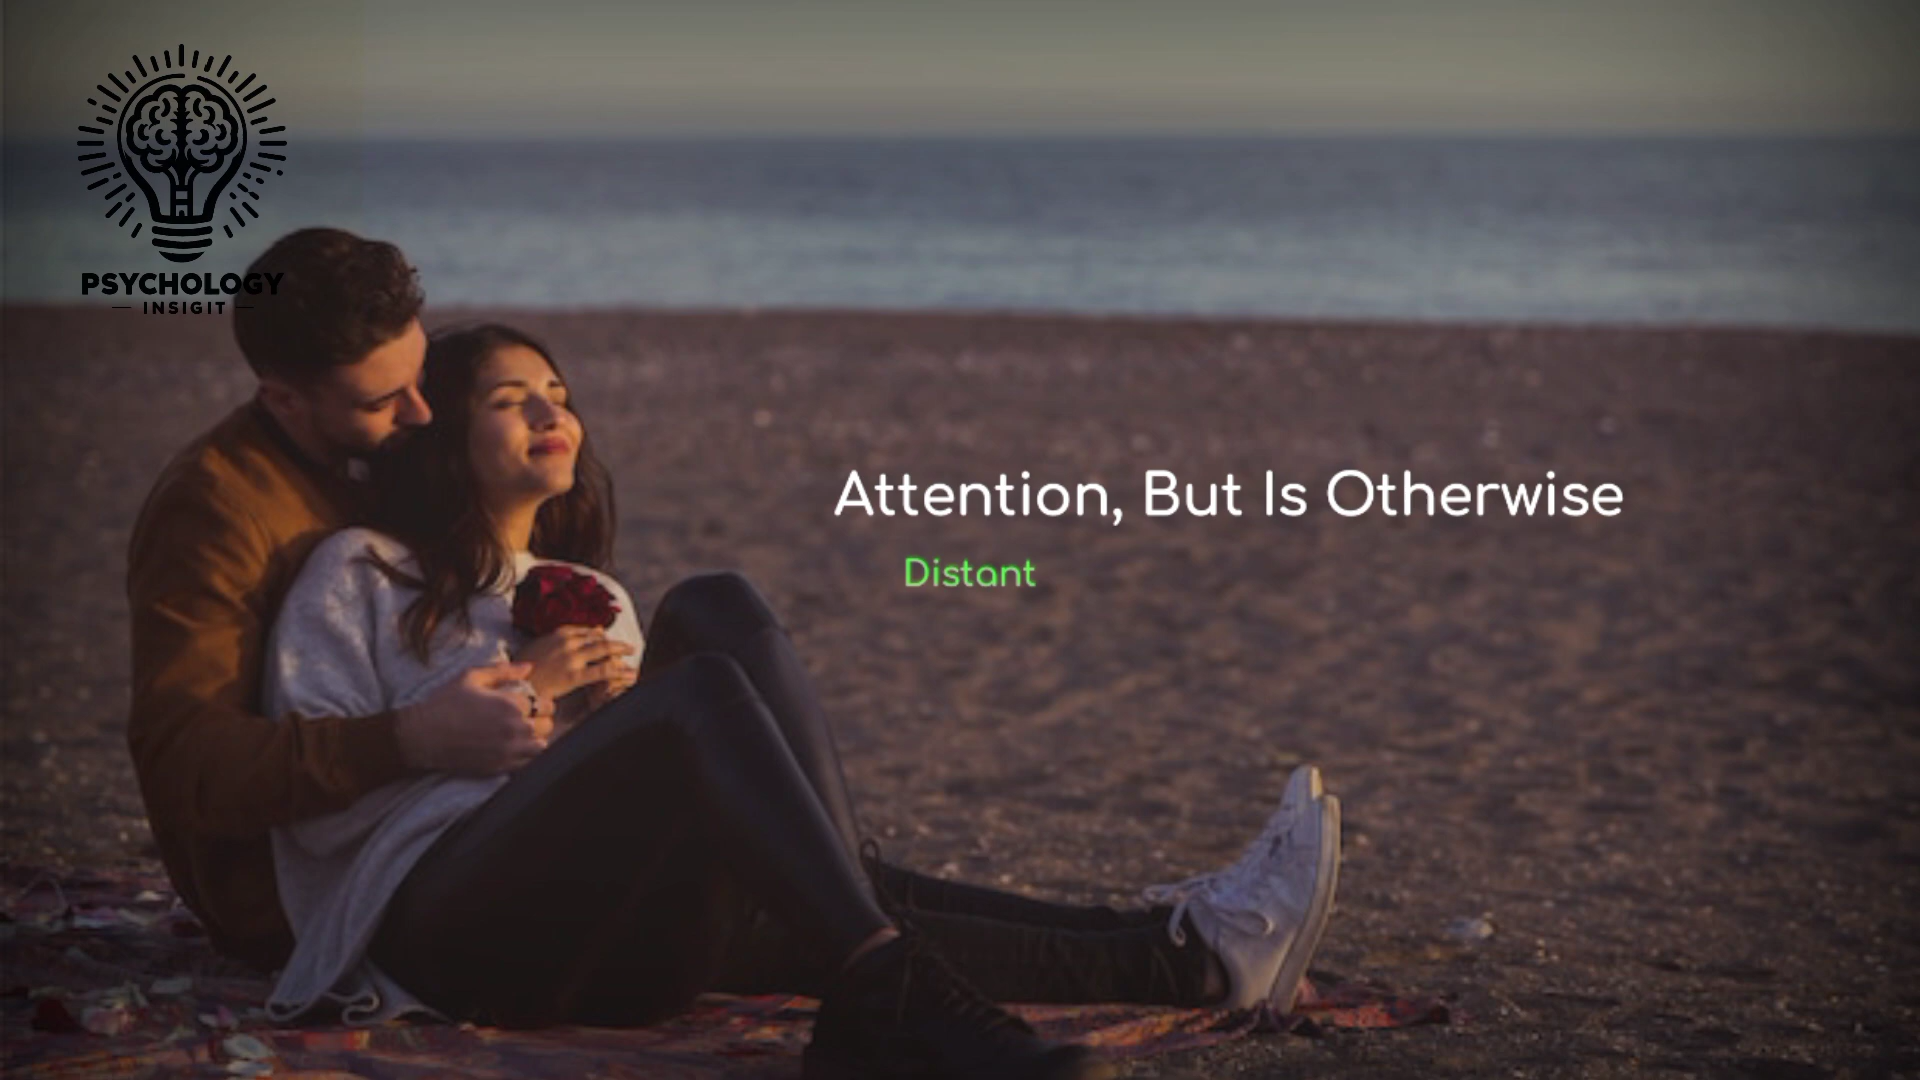 PSYCHOLOGY
INSIGIT
Attention, But Is Otherwise
Distant